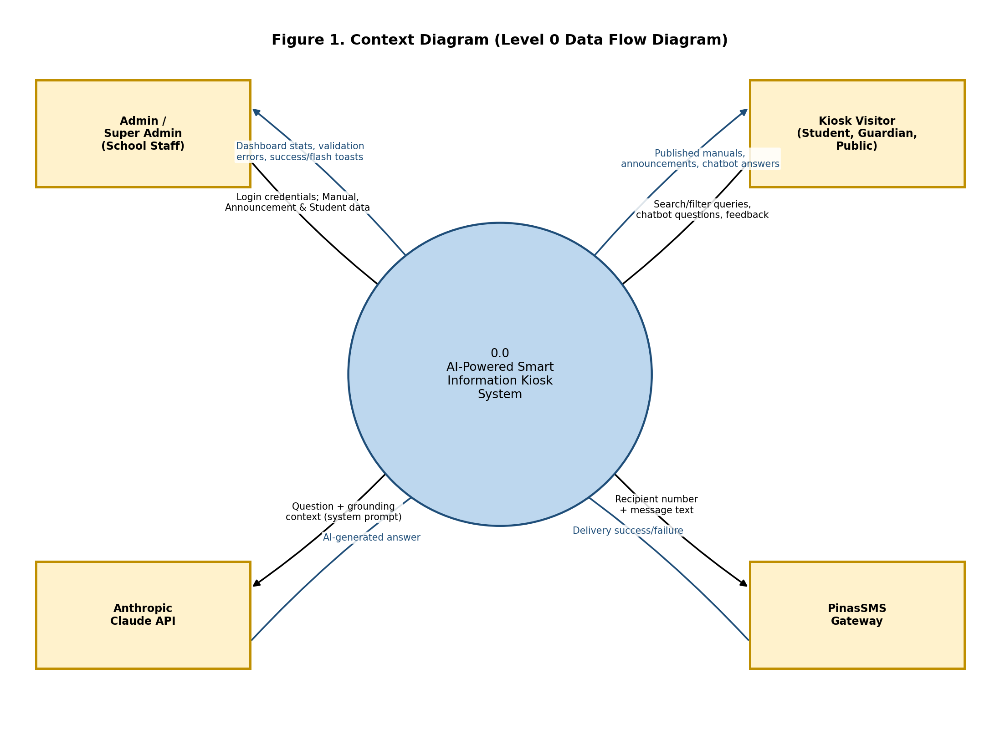 Figure 1. Context Diagram (Level 0 Data Flow Diagram)
Admin /
Super Admin
(School Staff)
Kiosk Visitor
(Student, Guardian,
Public)
Dashboard stats, validation
errors, success/flash toasts
Published manuals,
announcements, chatbot answers
Login credentials; Manual,
Announcement & Student data
Search/filter queries,
chatbot questions, feedback
0.0
AI-Powered Smart
Information Kiosk
System
Question + grounding
context (system prompt)
AI-generated answer
Recipient number
+ message text
Delivery success/failure
Anthropic
Claude API
PinasSMS
Gateway